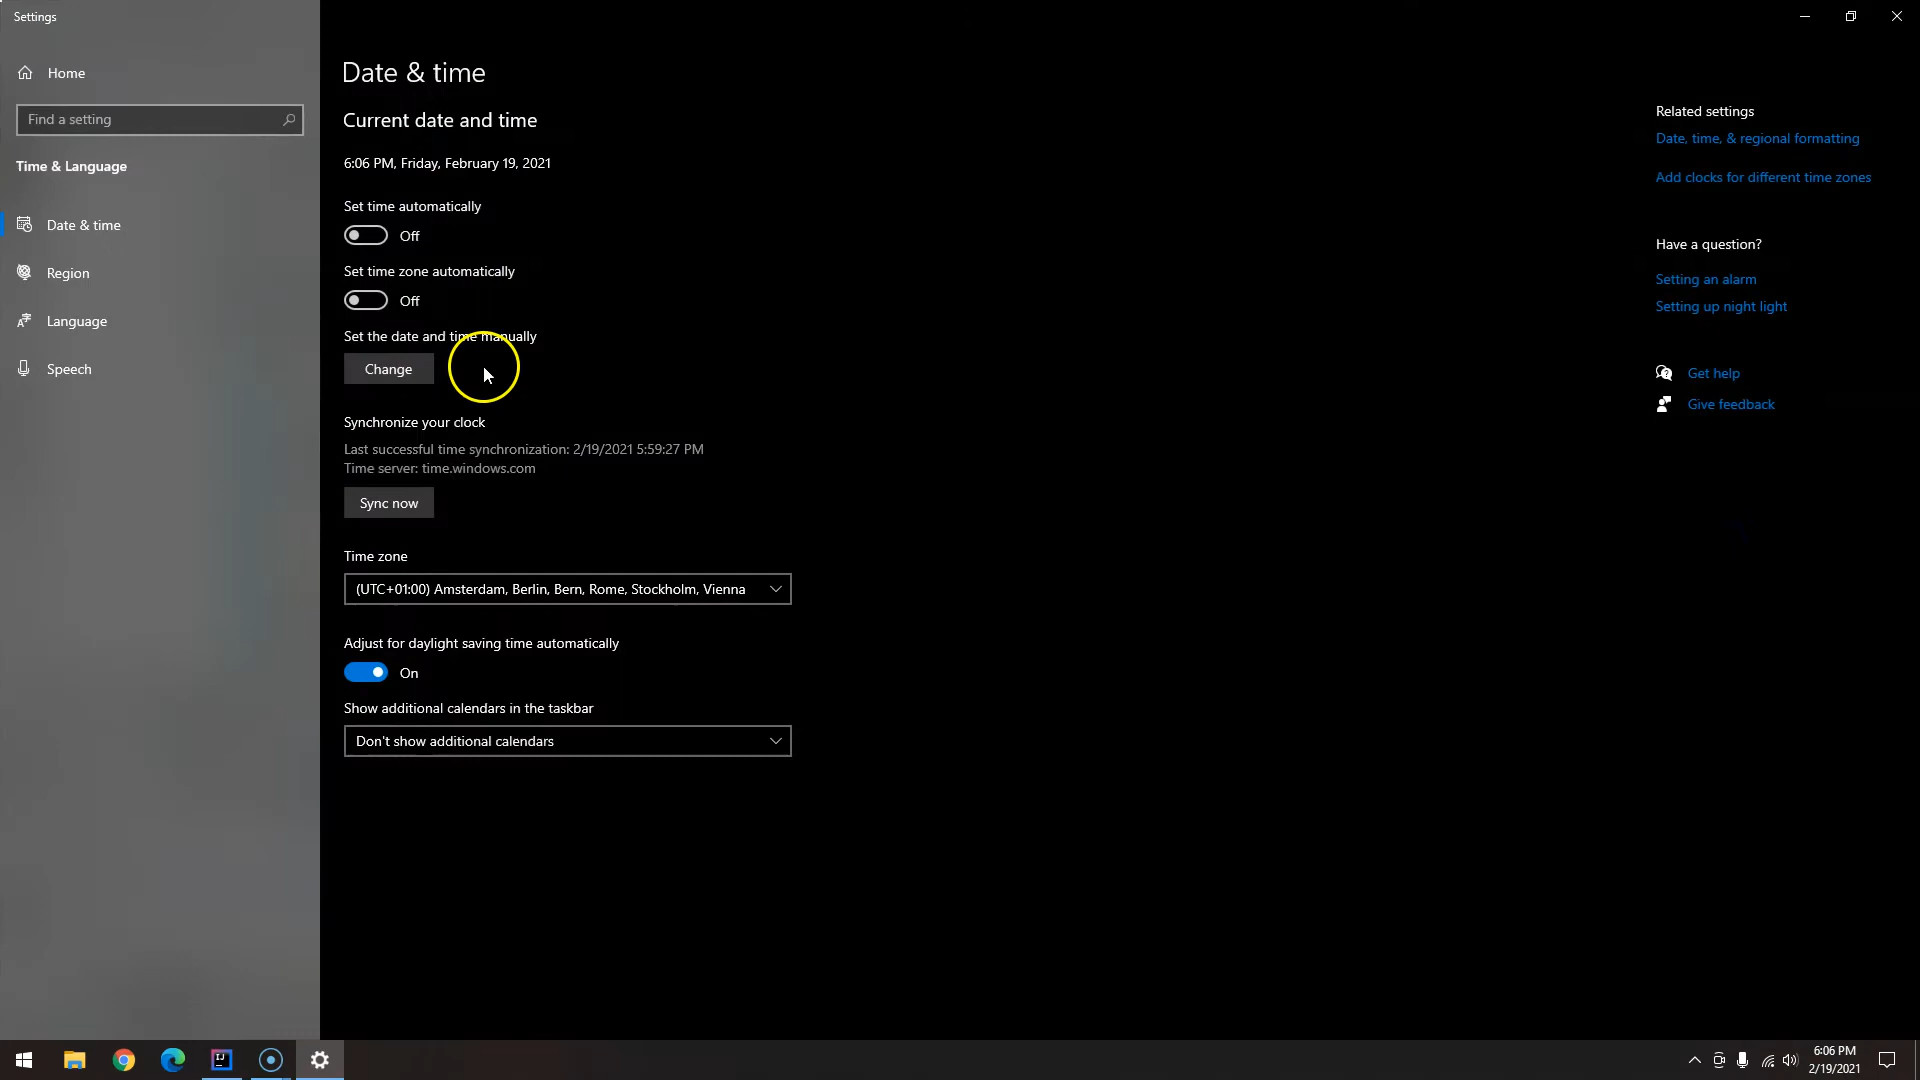 Settings
Home
Find a setting
Time & Language
Date & time
Region
Language
Speech
Date & time
Current date and time
6:06 PM, Friday, February 19, 2021
Set time automatically
Off
Set time zone automatically
Off
Set the date and time manually
Change
Synchronize your clock
Last successful time synchronization: 2/19/2021 5:59:27 PM
Time server: time.windows.com
Sync now
Time zone
(UTC+01:00) Amsterdam, Berlin, Bern, Rome, Stockholm, Vienna
Adjust for daylight saving time automatically
On
Show additional calendars in the taskbar
Don't show additional calendars
Related settings
Date, time, & regional formatting
Add clocks for different time zones
Have a question?
Setting an alarm
Setting up night light
Get help
Give feedback
IJ
6:06 PM
2/19/2021